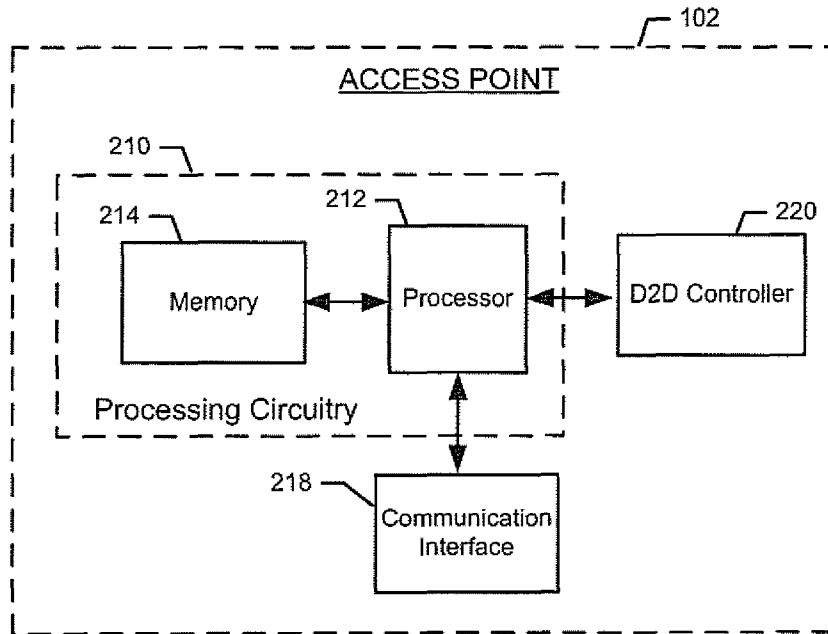 102
ACCESS POINT
210
214
212
220
Memory
Processor
D2D Controller
Processing Circuitry
218
Communication
Interface